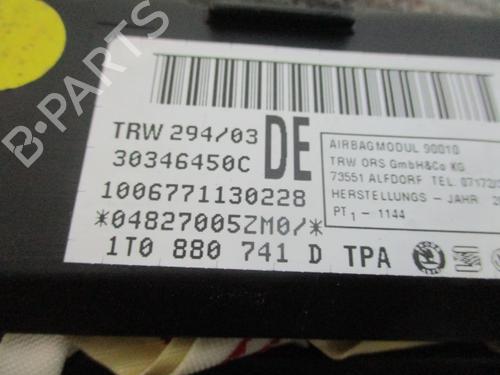 B-PARTS
TRW 294/03
DE
30346450C
1006771130228
*04827005ZM0/*
1T0 880 741 D TPA
AIRBAGMODUL 90010
TRW ORS GmbH&Co KG
73551 ALFDORF TEL.
HERSTELLUNGS - JAHR
PT1 - 1144